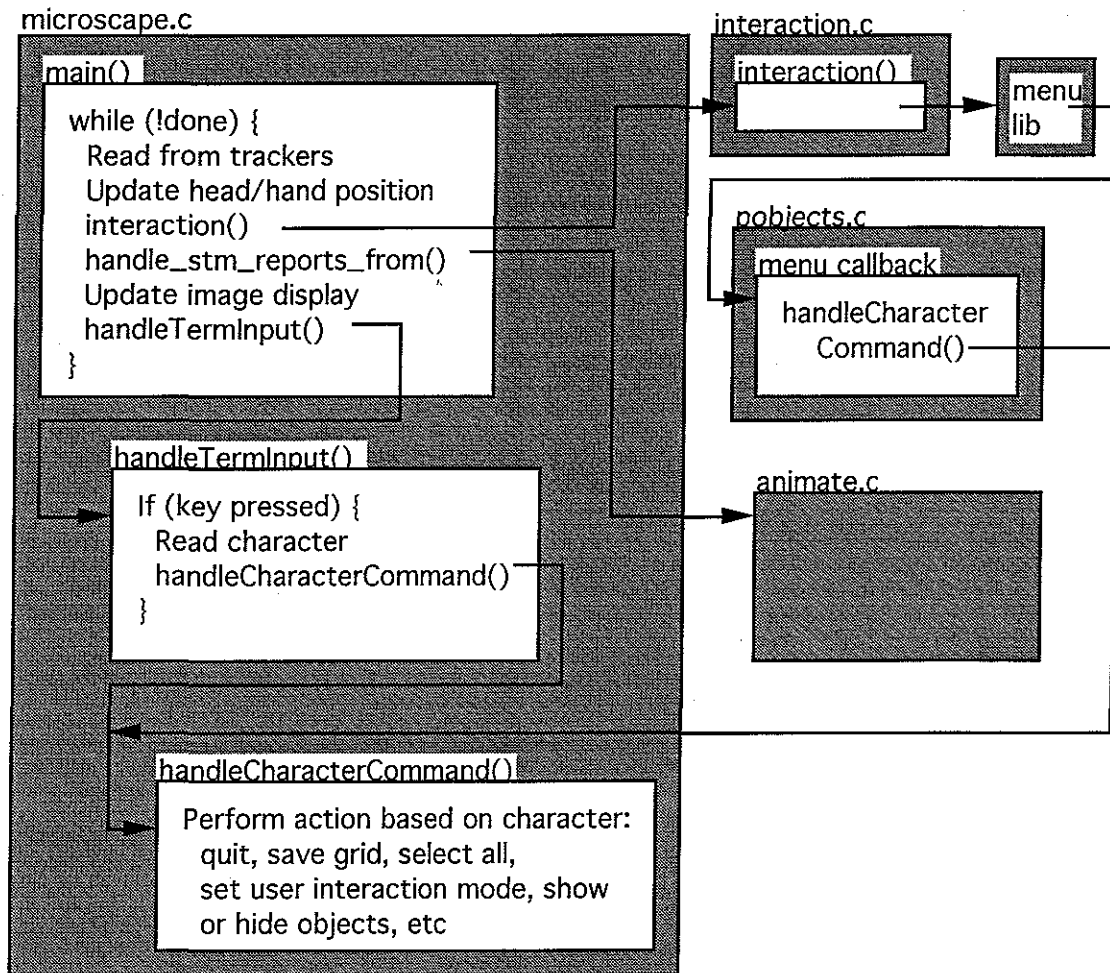 microscape.c
main()
while (!done) {
Read from trackers
Update head/hand position
interaction()
handle_stm_reports_from()
Update image display
handleTermInput()
}
handleTermInput()
If (key pressed) {
Read character
handleCharacterCommand()
}
handleCharacterCommand()
Perform action based on character:
quit, save grid, select all,
set user interaction mode, show
or hide objects, etc
interaction.c
interaction()
menu
lib
pobjects.c
menu callback
handleCharacter
Command()
animate.c